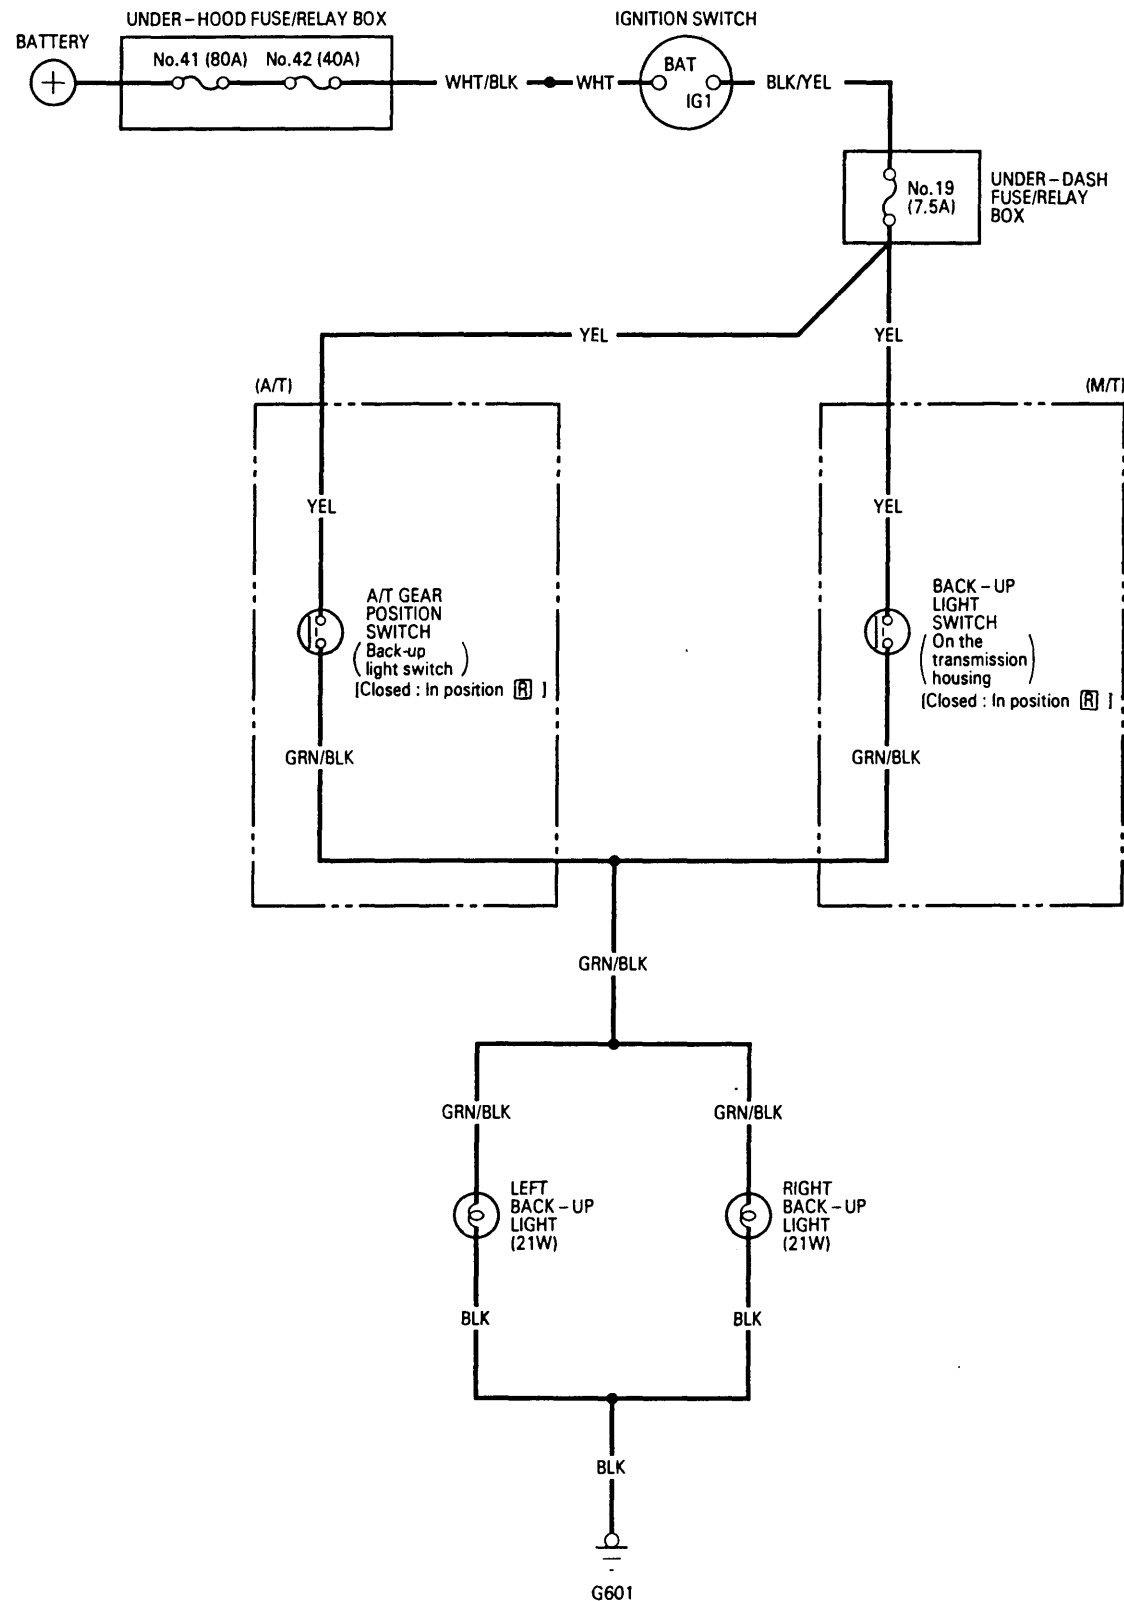 UNDER-HOOD FUSE/RELAY BOX
IGNITION SWITCH
BATTERY
No.41 (80A) No.42 (40A)
BAT
WHT/BLK
WHT
BLK/YEL
IG1
+
No.19
(7.5A)
UNDER-DASH
FUSE/RELAY
BOX
YEL
YEL
(A/T)
(M/T)
YEL
YEL
A/T GEAR
POSITION
SWITCH
(Back-up
light switch)
[Closed : In position R ]
BACK-UP
LIGHT
SWITCH
(On the
transmission
housing)
[Closed : In position R ]
GRN/BLK
GRN/BLK
GRN/BLK
GRN/BLK
GRN/BLK
LEFT
BACK-UP
LIGHT
(21W)
RIGHT
BACK-UP
LIGHT
(21W)
BLK
BLK
BLK
G601